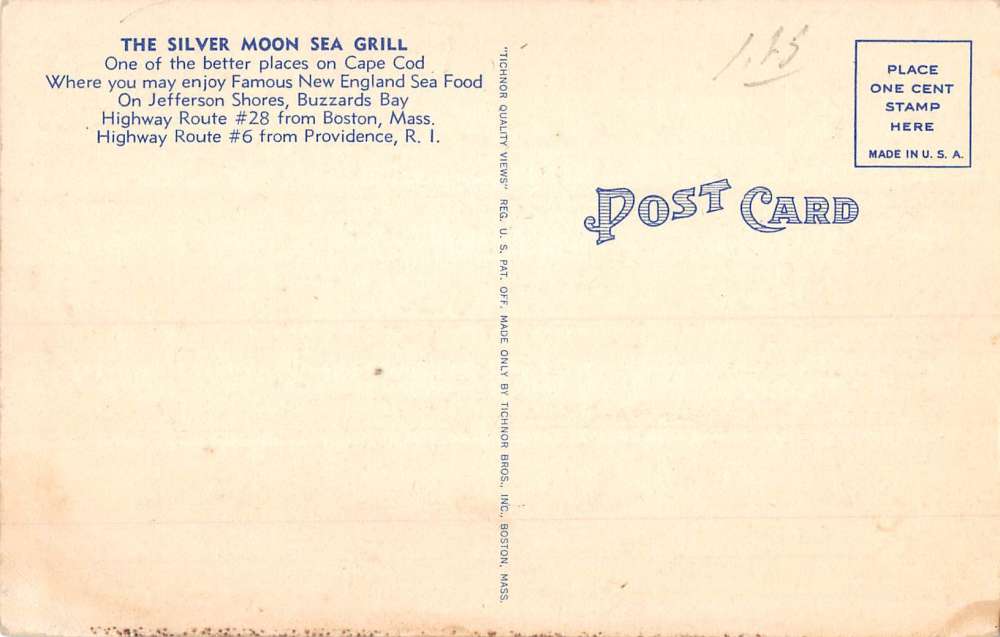 THE SILVER MOON SEA GRILL
One of the better places on Cape Cod
Where you may enjoy Famous New England Sea Food
On Jefferson Shores, Buzzards Bay
Highway Route #28 from Boston, Mass.
Highway Route #6 from Providence, R. I.
"TICHNOR QUALITY VIEWS" REG. U. S. PAT. OFF. MADE ONLY BY TICHNOR BROS., INC., BOSTON, MASS.
PLACE
ONE CENT
STAMP
HERE
MADE IN U. S. A.
POST CARD